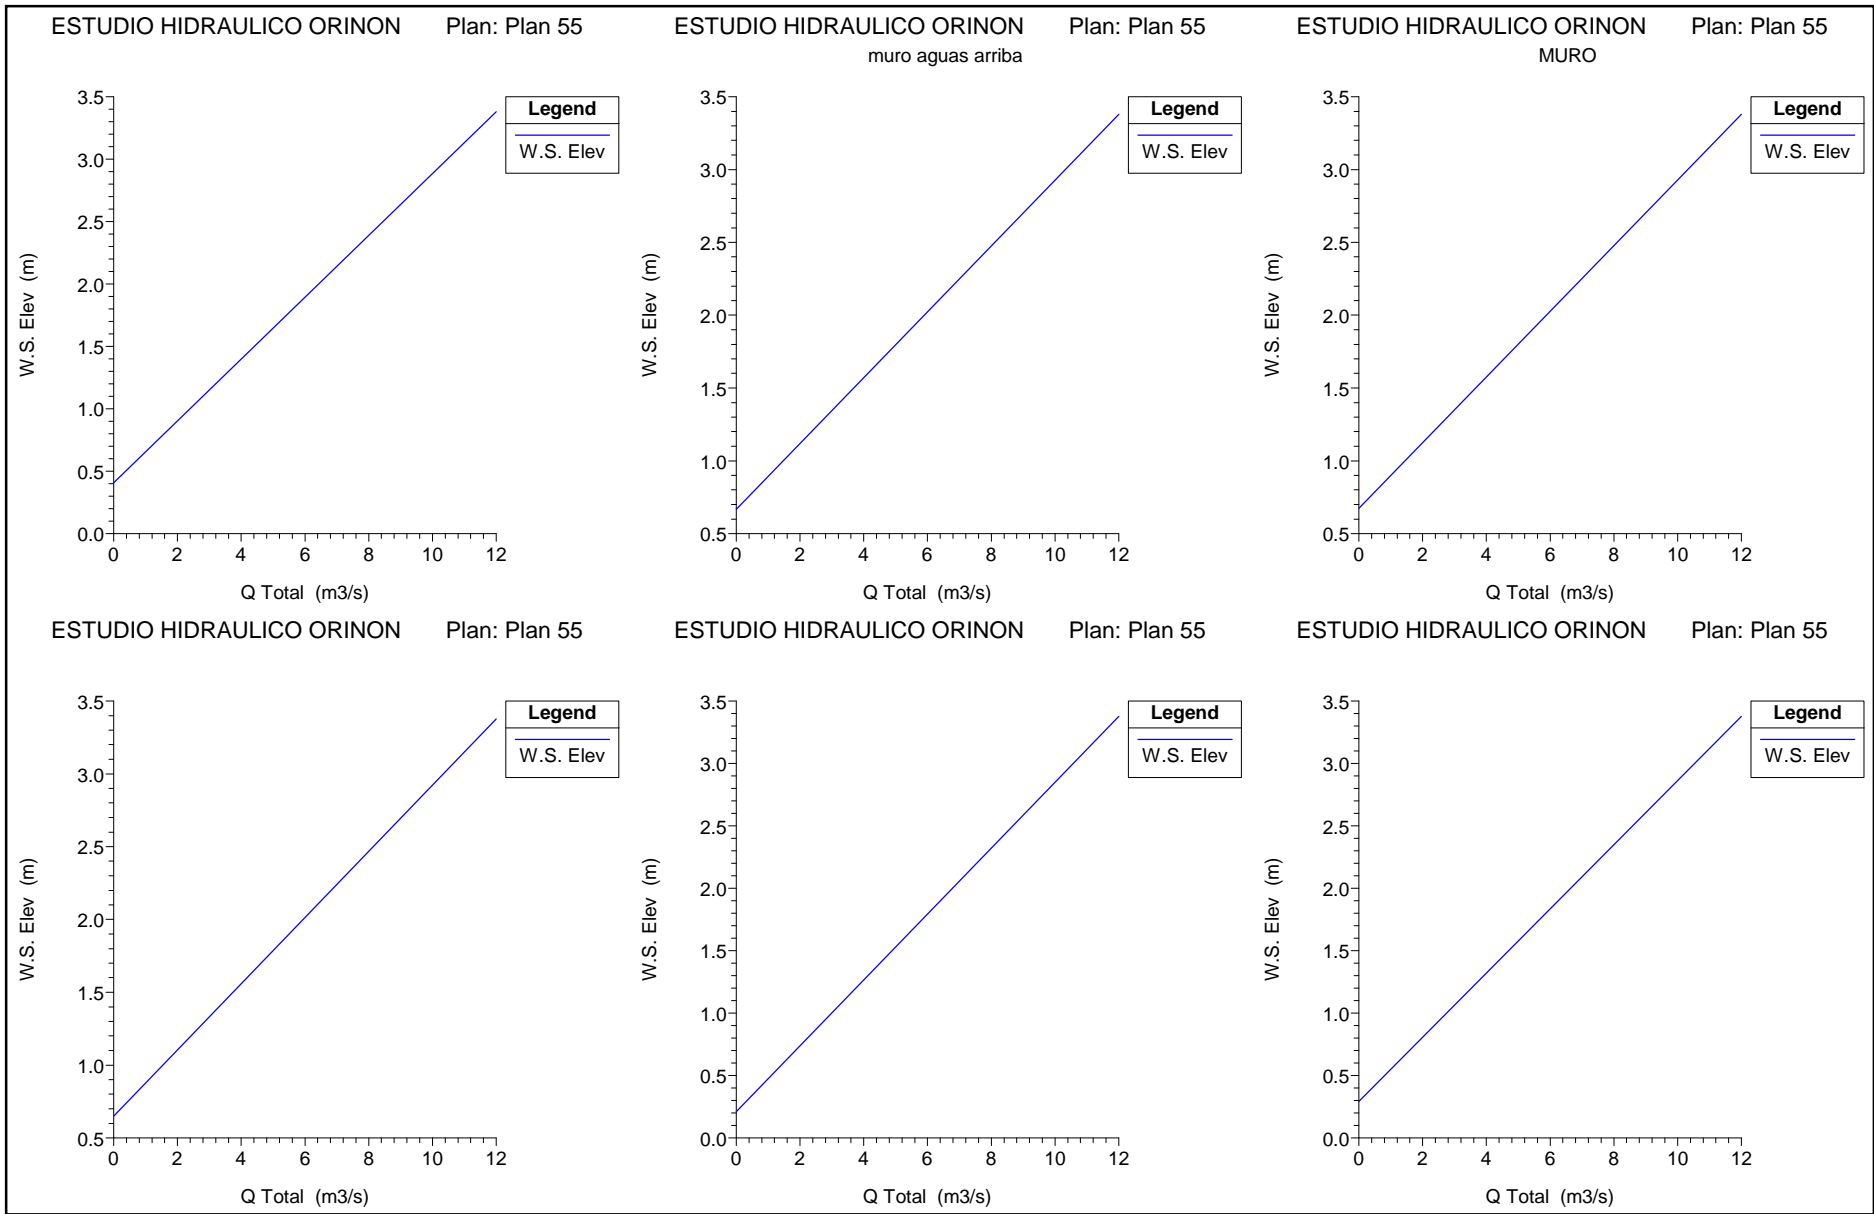 ESTUDIO HIDRAULICO ORINON Plan: Plan 55
3.5
3.0
2.5
2.0
1.5
1.0
0.5
0.0
0 2 4 6 8 10 12
W.S. Elev (m)
Q Total (m3/s)
Legend
W.S. Elev
ESTUDIO HIDRAULICO ORINON Plan: Plan 55
muro aguas arriba
3.5
3.0
2.5
2.0
1.5
1.0
0.5
0 2 4 6 8 10 12
W.S. Elev (m)
Q Total (m3/s)
Legend
W.S. Elev
ESTUDIO HIDRAULICO ORINON Plan: Plan 55
MURO
3.5
3.0
2.5
2.0
1.5
1.0
0.5
0 2 4 6 8 10 12
W.S. Elev (m)
Q Total (m3/s)
Legend
W.S. Elev
ESTUDIO HIDRAULICO ORINON Plan: Plan 55
3.5
3.0
2.5
2.0
1.5
1.0
0.5
0 2 4 6 8 10 12
W.S. Elev (m)
Q Total (m3/s)
Legend
W.S. Elev
ESTUDIO HIDRAULICO ORINON Plan: Plan 55
3.5
3.0
2.5
2.0
1.5
1.0
0.5
0.0
0 2 4 6 8 10 12
W.S. Elev (m)
Q Total (m3/s)
Legend
W.S. Elev
ESTUDIO HIDRAULICO ORINON Plan: Plan 55
3.5
3.0
2.5
2.0
1.5
1.0
0.5
0.0
0 2 4 6 8 10 12
W.S. Elev (m)
Q Total (m3/s)
Legend
W.S. Elev